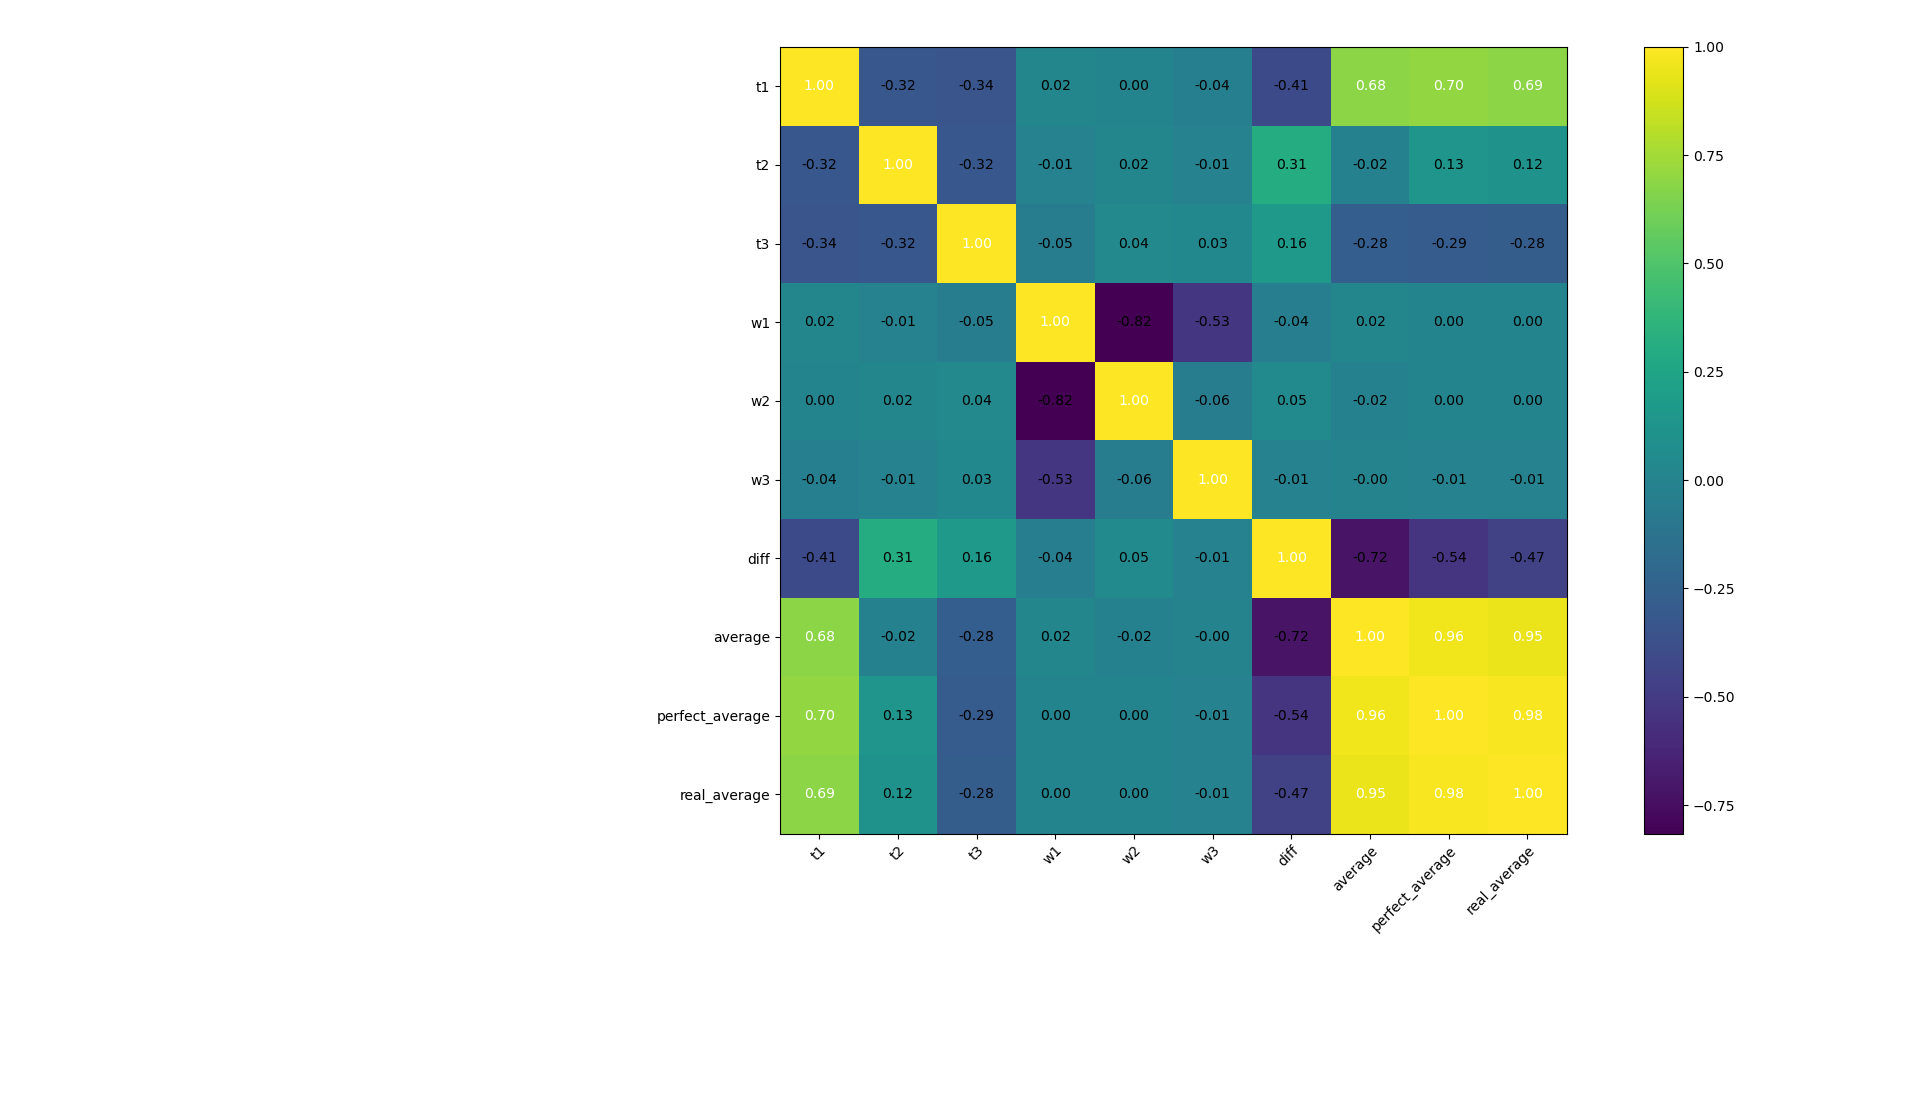 t1 1.00 -0.32 -0.34 0.02 0.00 -0.04 -0.41 0.68 0.70 0.69
t2 -0.32 1.00 -0.32 -0.01 0.02 -0.01 0.31 -0.02 0.13 0.12
t3 -0.34 -0.32 1.00 -0.05 0.04 0.03 0.16 -0.28 -0.29 -0.28
w1 0.02 -0.01 -0.05 1.00 -0.82 -0.53 -0.04 0.02 0.00 0.00
w2 0.00 0.02 0.04 -0.82 1.00 -0.06 0.05 -0.02 0.00 0.00
w3 -0.04 -0.01 0.03 -0.53 -0.06 1.00 -0.01 -0.00 -0.01 -0.01
diff -0.41 0.31 0.16 -0.04 0.05 -0.01 1.00 -0.72 -0.54 -0.47
average 0.68 -0.02 -0.28 0.02 -0.02 -0.00 -0.72 1.00 0.96 0.95
perfect_average 0.70 0.13 -0.29 0.00 0.00 -0.01 -0.54 0.96 1.00 0.98
real_average 0.69 0.12 -0.28 0.00 0.00 -0.01 -0.47 0.95 0.98 1.00
t1 t2 t3 w1 w2 w3 diff average perfect_average real_average
1.00
0.75
0.50
0.25
0.00
−0.25
−0.50
−0.75